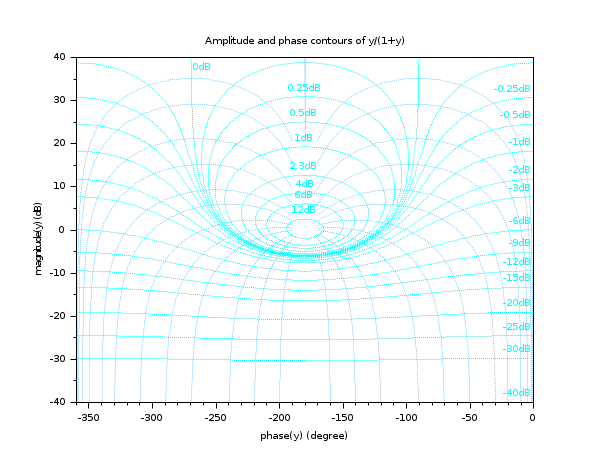 Amplitude and phase contours of y/(1+y)
40
30
20
10
0
-10
-20
-30
-40
magnitude(y) (dB)
0dB
0.25dB
0.5dB
1dB
2.3dB
4dB
6dB
12dB
-0.25dB
-0.5dB
-1dB
-2dB
-3dB
-6dB
-9dB
-12dB
-15dB
-20dB
-25dB
-30dB
-40dB
-350
-300
-250
-200
-150
-100
-50
0
phase(y) (degree)